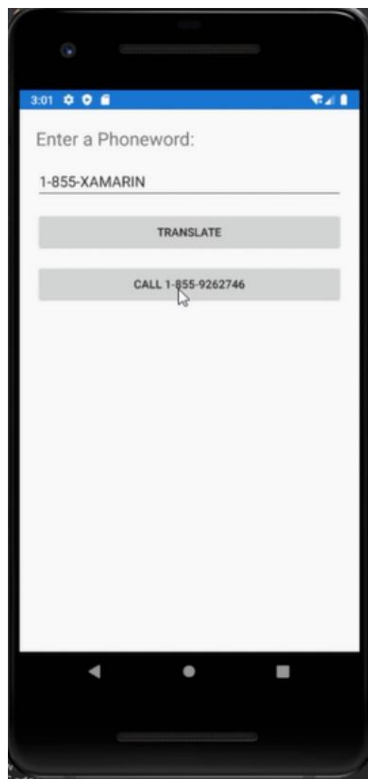 3:01
Enter a Phoneword:
1-855-XAMARIN
TRANSLATE
CALL 1-855-9262746